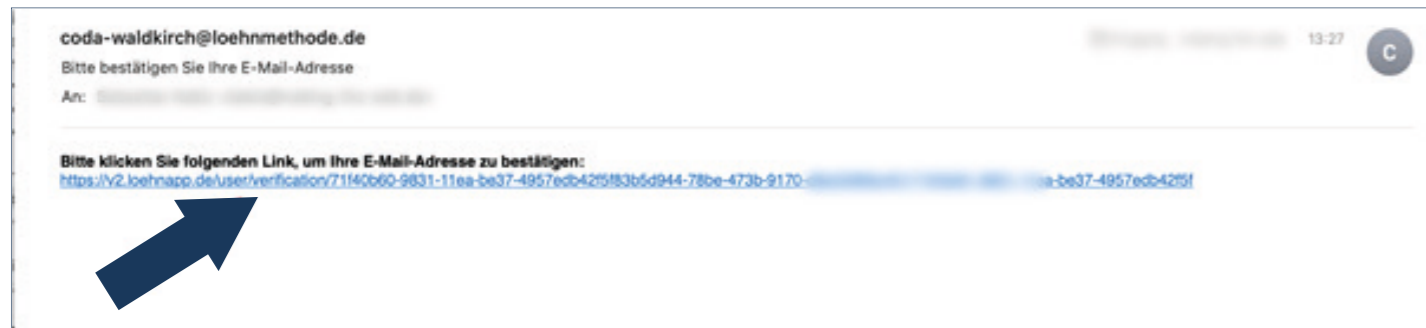 coda-waldkirch@loehnmethode.de
13:27
C
Bitte bestätigen Sie Ihre E-Mail-Adresse
An:
Bitte klicken Sie folgenden Link, um Ihre E-Mail-Adresse zu bestätigen:
https://v2.loehnapp.de/user/verification/71f40b60-9831-11ea-be37-4957edb42f5f83b5d944-78be-473b-9170- a-be37-4957edb42f5f